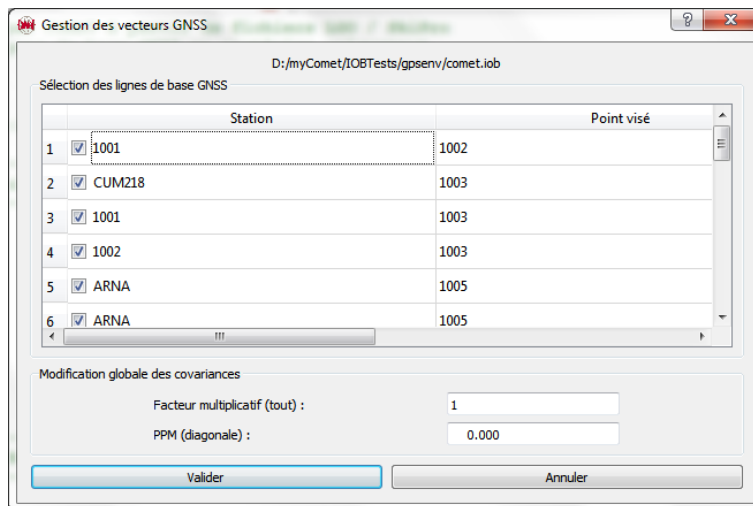 Gestion des vecteurs GNSS
D:/myComet/IOBTests/gpsenv/comet.iob
Sélection des lignes de base GNSS
Station Point visé
1 1001 1002
2 CUM218 1003
3 1001 1003
4 1002 1003
5 ARNA 1005
6 ARNA 1005
Modification globale des covariances
Facteur multiplicatif (tout) : 1
PPM (diagonale) : 0.000
Valider Annuler